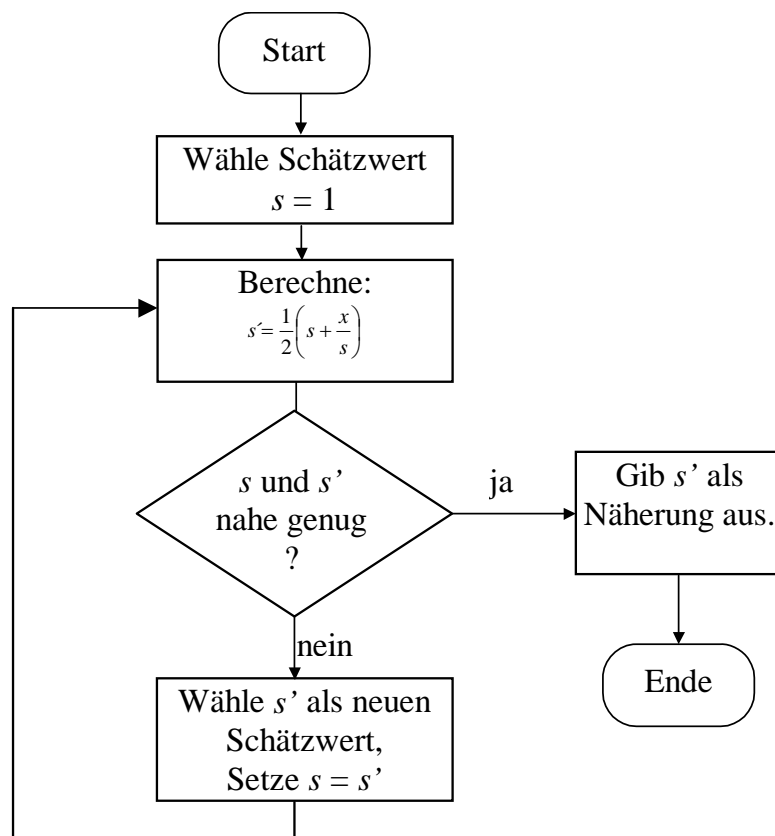 Start
Wähle Schätzwert
s = 1
Berechne:
s´= 1/2 (s + x/s)
s und s’
nahe genug
?
ja
Gib s’ als
Näherung aus.
Ende
nein
Wähle s’ als neuen
Schätzwert,
Setze s = s’